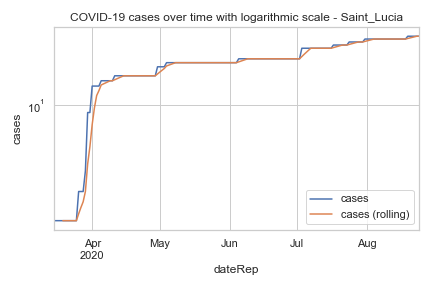 COVID-19 cases over time with logarithmic scale - Saint_Lucia
cases
10¹
cases
cases (rolling)
Apr May Jun Jul Aug
2020
dateRep